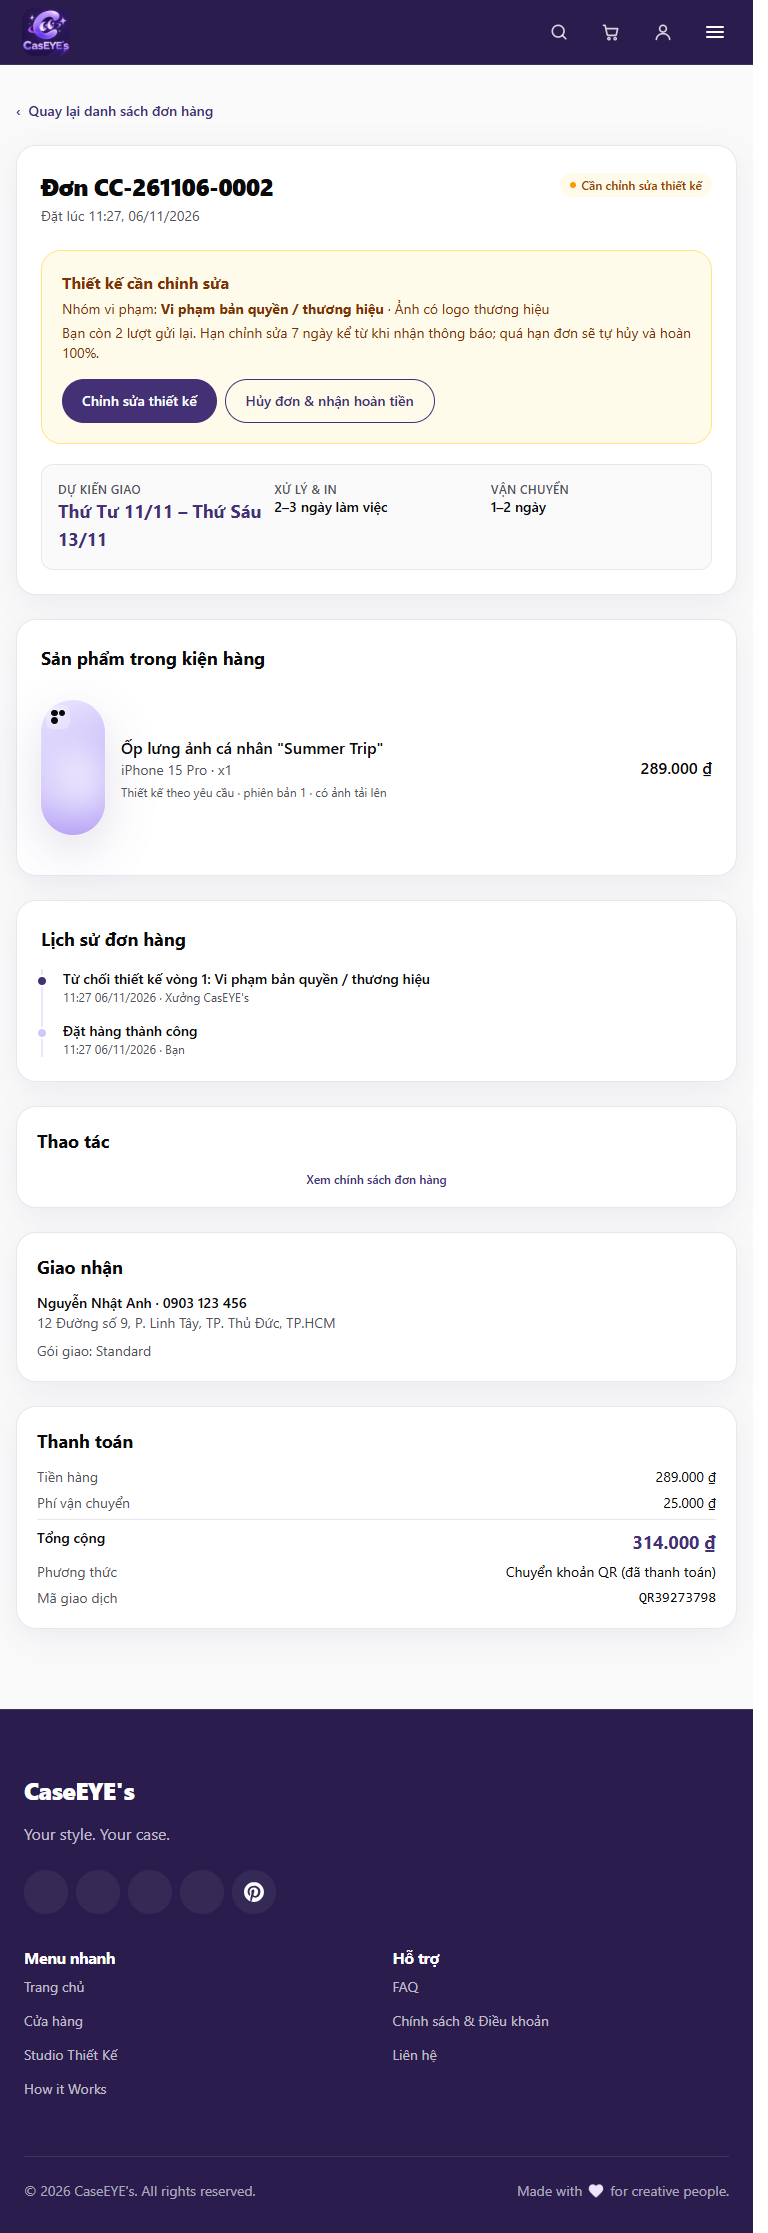 CasEYE's
‹ Quay lại danh sách đơn hàng
Đơn CC-261106-0002
Cần chỉnh sửa thiết kế
Đặt lúc 11:27, 06/11/2026
Thiết kế cần chỉnh sửa
Nhóm vi phạm: Vi phạm bản quyền / thương hiệu · Ảnh có logo thương hiệu
Bạn còn 2 lượt gửi lại. Hạn chỉnh sửa 7 ngày kể từ khi nhận thông báo; quá hạn đơn sẽ tự hủy và hoàn
100%.
Chỉnh sửa thiết kế
Hủy đơn & nhận hoàn tiền
DỰ KIẾN GIAO
Thứ Tư 11/11 – Thứ Sáu
13/11
XỬ LÝ & IN
2–3 ngày làm việc
VẬN CHUYỂN
1–2 ngày
Sản phẩm trong kiện hàng
Ốp lưng ảnh cá nhân "Summer Trip"
iPhone 15 Pro · x1
Thiết kế theo yêu cầu · phiên bản 1 · có ảnh tải lên
289.000 ₫
Lịch sử đơn hàng
Từ chối thiết kế vòng 1: Vi phạm bản quyền / thương hiệu
11:27 06/11/2026 · Xưởng CasEYE's
Đặt hàng thành công
11:27 06/11/2026 · Bạn
Thao tác
Xem chính sách đơn hàng
Giao nhận
Nguyễn Nhật Anh · 0903 123 456
12 Đường số 9, P. Linh Tây, TP. Thủ Đức, TP.HCM
Gói giao: Standard
Thanh toán
Tiền hàng 289.000 ₫
Phí vận chuyển 25.000 ₫
Tổng cộng 314.000 ₫
Phương thức Chuyển khoản QR (đã thanh toán)
Mã giao dịch QR39273798
CaseEYE's
Your style. Your case.
Menu nhanh
Trang chủ
Cửa hàng
Studio Thiết Kế
How it Works
Hỗ trợ
FAQ
Chính sách & Điều khoản
Liên hệ
© 2026 CaseEYE's. All rights reserved.
Made with 💜 for creative people.